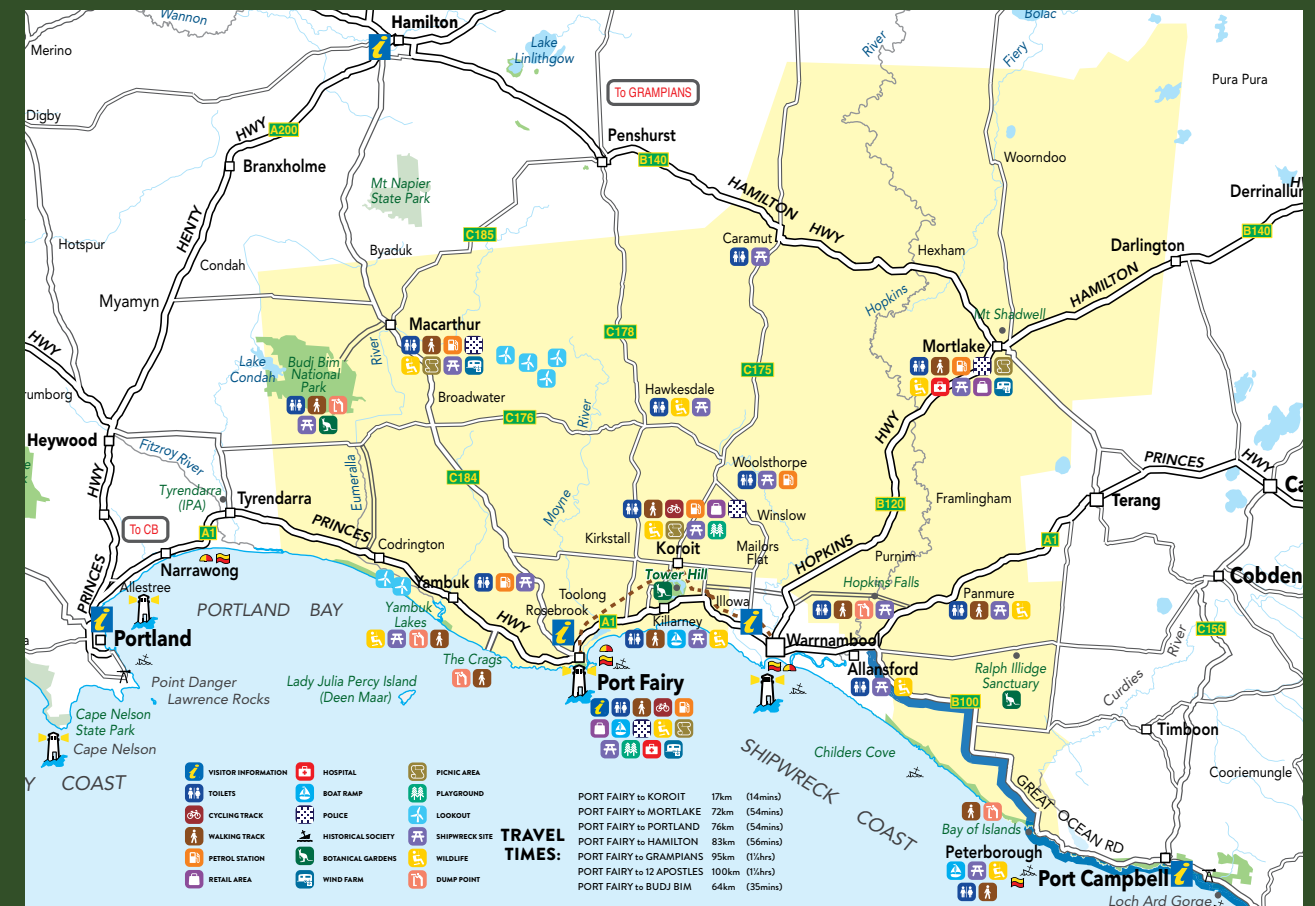 Wannon
Hamilton
Bolac
Merino
Lake
Linlithgow
River
Fiery
Pura Pura
To GRAMPIANS
Digby
HWY
A200
Penshurst
B140
Branxholme
Woorndoo
Mt Napier
State Park
HAMILTON
HWY
Derrinallum
HENTY
C185
Caramut
B140
Hotspur
Byaduk
Hexham
Darlington
Condah
HAMILTON
Myamyn
Hopkins
Mt Shadwell
HWY
River
Macarthur
C178
Mortlake
Lake
Condah
Budj Bim
National
Park
C175
rumborg
Broadwater
Hawkesdale
River
C176
HWY
Heywood
Fitzroy River
PRINCES
HWY
HWY
Eumeralla
C184
Woolsthorpe
Ca
Tyrendarra
(IPA)
Tyrendarra
Moyne
B120
Framlingham
Terang
To CB
A1
PRINCES
Winslow
Codrington
Kirkstall
Koroit
Mailors
Flat
HOPKINS
Purnim
A1
Narrawong
PRINCES
Allestree
Yambuk
Tower Hill
Hopkins Falls
Cobden
PORTLAND BAY
Yambuk
Lakes
Toolong
Rosebrook
Illowa
Panmure
HWY
A1
Killarney
C156
Portland
Warrnambool
River
The Crags
Allansford
Ralph Illidge
Sanctuary
Point Danger
Lawrence Rocks
Lady Julia Percy Island
(Deen Maar)
Port Fairy
Curdies
B100
Cape Nelson
State Park
Timboon
Cape Nelson
SHIPWRECK
Childers Cove
Y COAST
Cooriemungle
VISITOR INFORMATION
HOSPITAL
PICNIC AREA
TOILETS
BOAT RAMP
PLAYGROUND
CYCLING TRACK
POLICE
LOOKOUT
WALKING TRACK
HISTORICAL SOCIETY
SHIPWRECK SITE
PETROL STATION
BOTANICAL GARDENS
WILDLIFE
RETAIL AREA
WIND FARM
DUMP POINT
TRAVEL
TIMES:
PORT FAIRY to KOROIT 17km (14mins)
PORT FAIRY to MORTLAKE 72km (54mins)
PORT FAIRY to PORTLAND 76km (54mins)
PORT FAIRY to HAMILTON 83km (56mins)
PORT FAIRY to GRAMPIANS 95km (1¼hrs)
PORT FAIRY to 12 APOSTLES 100km (1¼hrs)
PORT FAIRY to BUDJ BIM 64km (35mins)
COAST
GREAT OCEAN RD
Bay of Islands
Peterborough
Port Campbell
Loch Ard Gorge